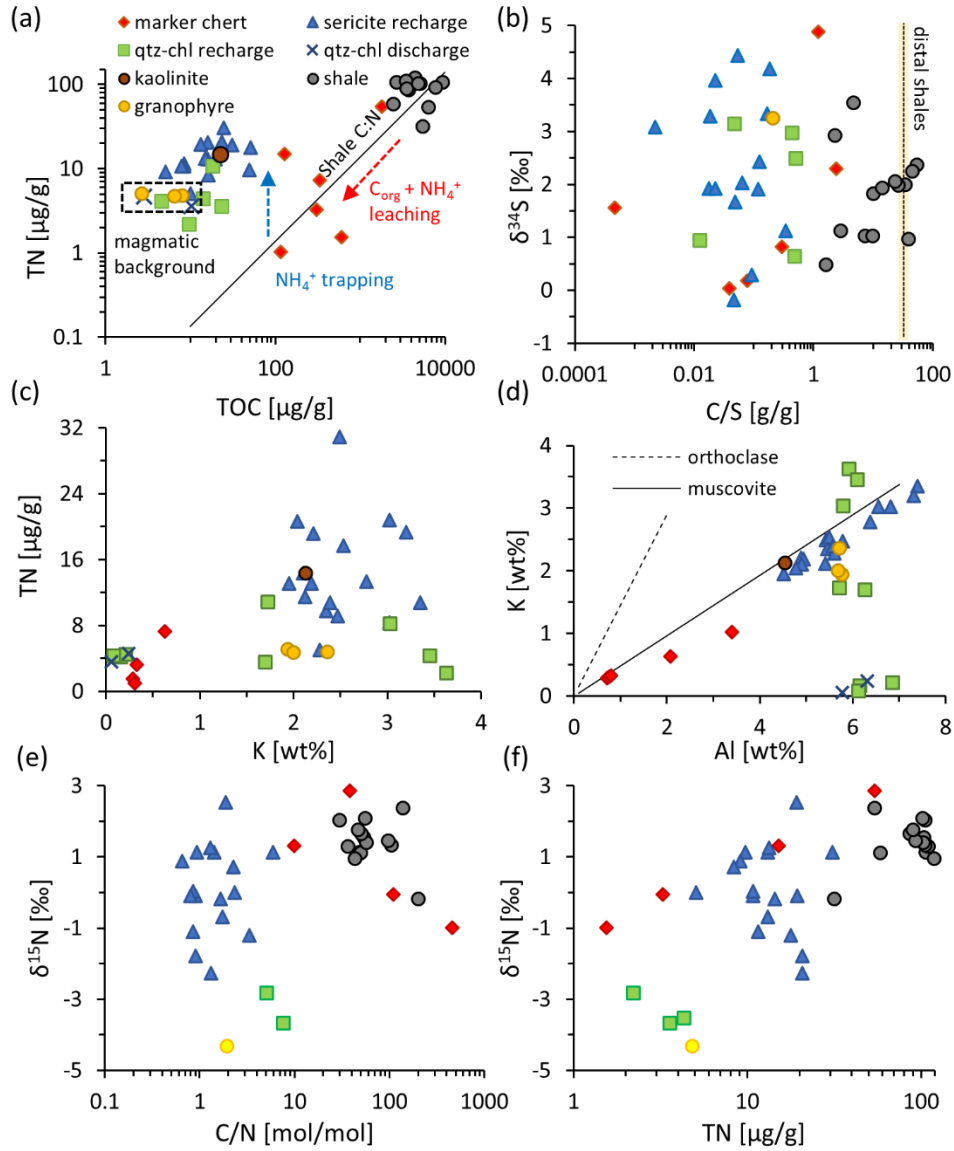 (a)
marker chert
sericite recharge
qtz-chl recharge
qtz-chl discharge
kaolinite
shale
granophyre
100
10
1
0.1
TN [µg/g]
Shale C:N
C_org + NH₄⁺
leaching
magmatic
background
NH₄⁺ trapping
1
100
10000
TOC [µg/g]
(b)
distal shales
5
4
3
2
1
0
-1
δ³⁴S [‰]
0.0001
0.01
1
100
C/S [g/g]
(c)
32
24
16
8
0
TN [µg/g]
0
1
2
3
4
K [wt%]
(d)
orthoclase
muscovite
4
3
2
1
0
K [wt%]
0
2
4
6
8
Al [wt%]
(e)
3
1
-1
-3
-5
δ¹⁵N [‰]
0.1
1
10
100
1000
C/N [mol/mol]
(f)
3
1
-1
-3
-5
δ¹⁵N [‰]
1
10
100
TN [µg/g]